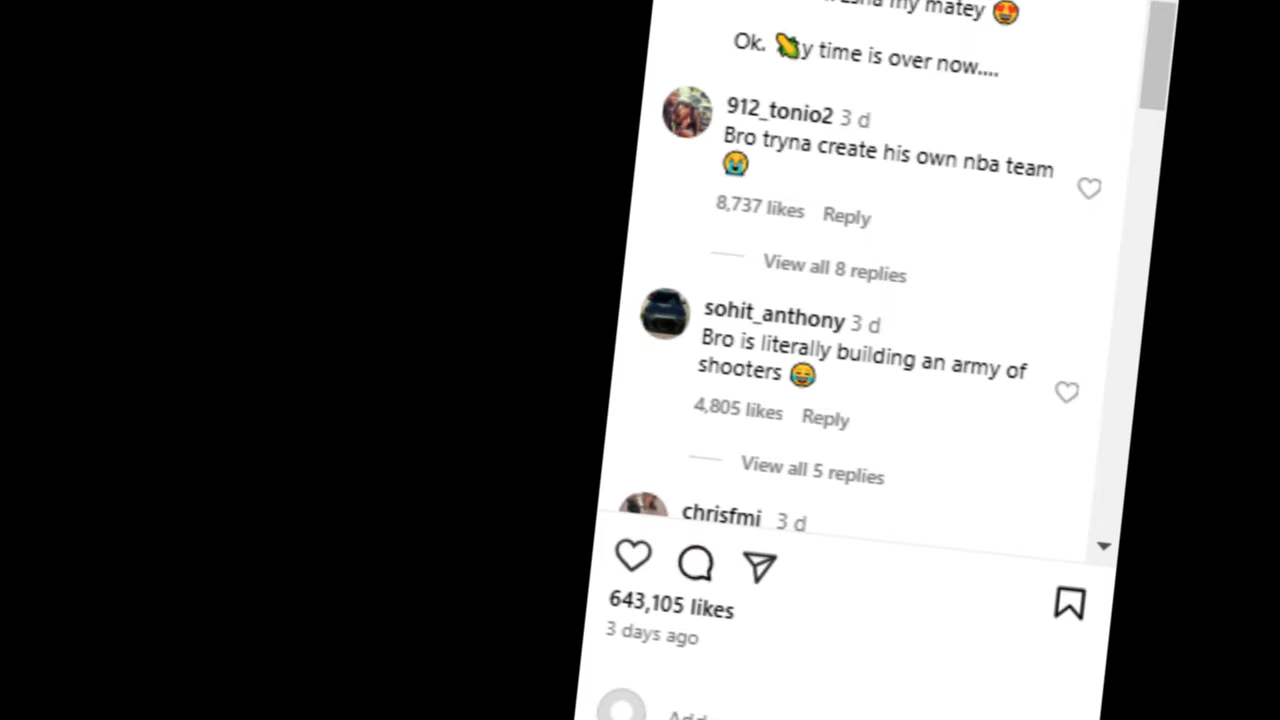 my matey 😍
Ok. 🌽y time is over now....
912_tonio2 3 d
Bro tryna create his own nba team
😭
8,737 likes Reply
View all 8 replies
sohit_anthony 3 d
Bro is literally building an army of
shooters 😂
4,805 likes Reply
View all 5 replies
chrisfmi 3 d
643,105 likes
3 days ago